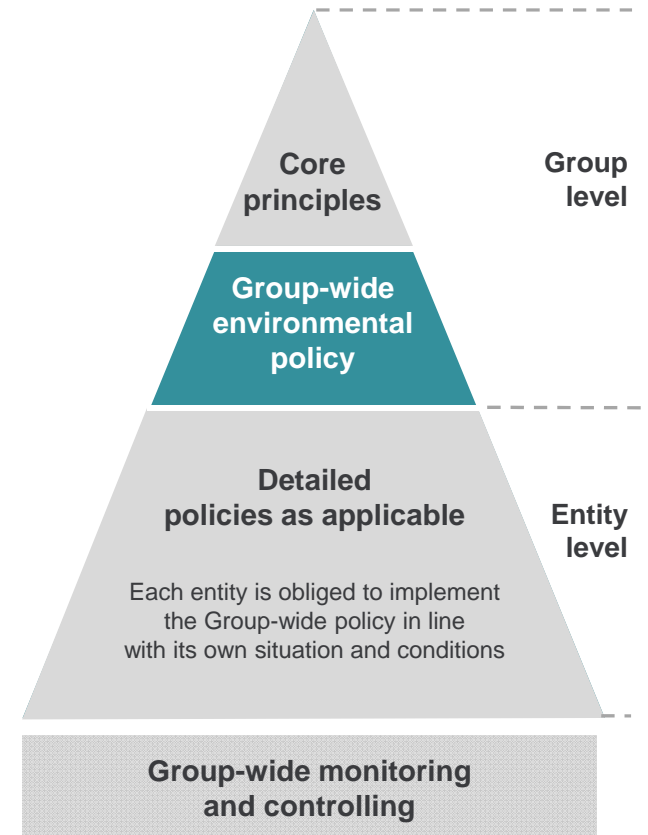 Core
principles
Group
level
Group-wide
environmental
policy
Detailed
policies as applicable
Entity
level
Each entity is obliged to implement
the Group-wide policy in line
with its own situation and conditions
Group-wide monitoring
and controlling